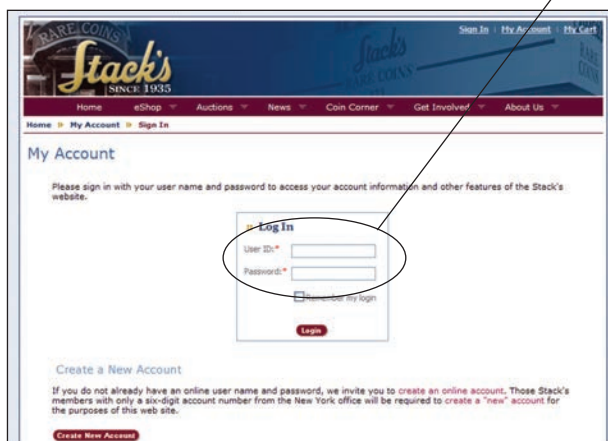 RARE COINS
Sign In | My Account | My Cart
Stack's
SINCE 1935
Stack's
RARE COINS
RARE
COINS
Home eShop Auctions News Coin Corner Get Involved About Us
Home » My Account » Sign In
My Account
Please sign in with your user name and password to access your account information and other features of the Stack's
website.
» Log In
User ID:*
Password:*
Remember my login
Login
Create a New Account
If you do not already have an online user name and password, we invite you to create an online account. Those Stack's
members with only a six-digit account number from the New York office will be required to create a "new" account for
the purposes of this web site.
Create New Account